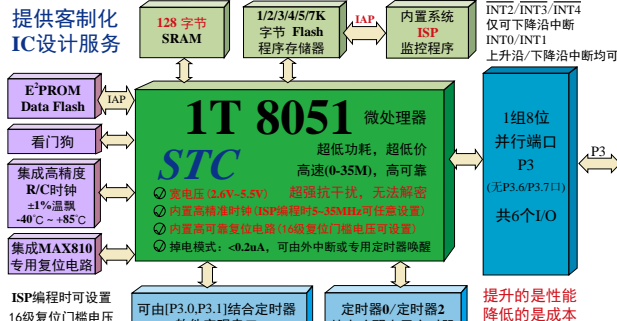 提供客制化
IC设计服务
128 字节
SRAM
1/2/3/4/5/7K
字节 Flash
程序存储器
IAP
内置系统
ISP
监控程序
INT2/INT3/INT4
仅可下降沿中断
INT0/INT1
上升沿/下降沿中断均可
E²PROM
Data Flash
IAP
看门狗
集成高精度
R/C时钟
±1%温飘
-40℃ ~ +85℃
集成MAX810
专用复位电路
1T 8051 微处理器
STC
超低功耗，超低价
高速(0-35M)，高可靠
宽电压(2.6V~5.5V) 超强抗干扰，无法解密
内置高精准时钟(ISP编程时5~35MHz可任意设置)
内置高可靠复位电路(16级复位门槛电压可设置)
掉电模式：<0.2uA，可由外中断或专用定时器唤醒
1组8位
并行端口
P3
(无P3.6/P3.7口)
共6个I/O
P3
ISP编程时可设置
16级复位门槛电压
可由[P3.0,P3.1]结合定时器
定时器0/定时器2
提升的是性能
降低的是成本